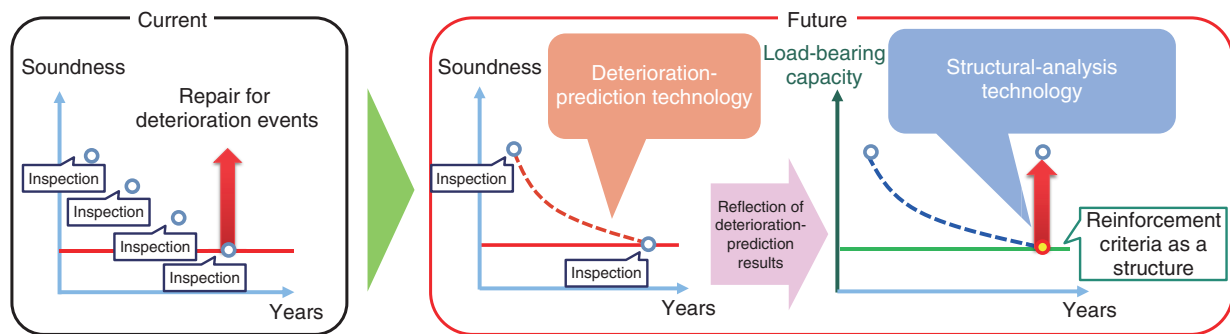 Current
Soundness
Repair for
deterioration events
Inspection
Inspection
Inspection
Inspection
Years
Future
Soundness
Deterioration-
prediction technology
Inspection
Inspection
Years
Reflection of
deterioration-
prediction
results
Load-bearing
capacity
Structural-analysis
technology
Reinforcement
criteria as a
structure
Years